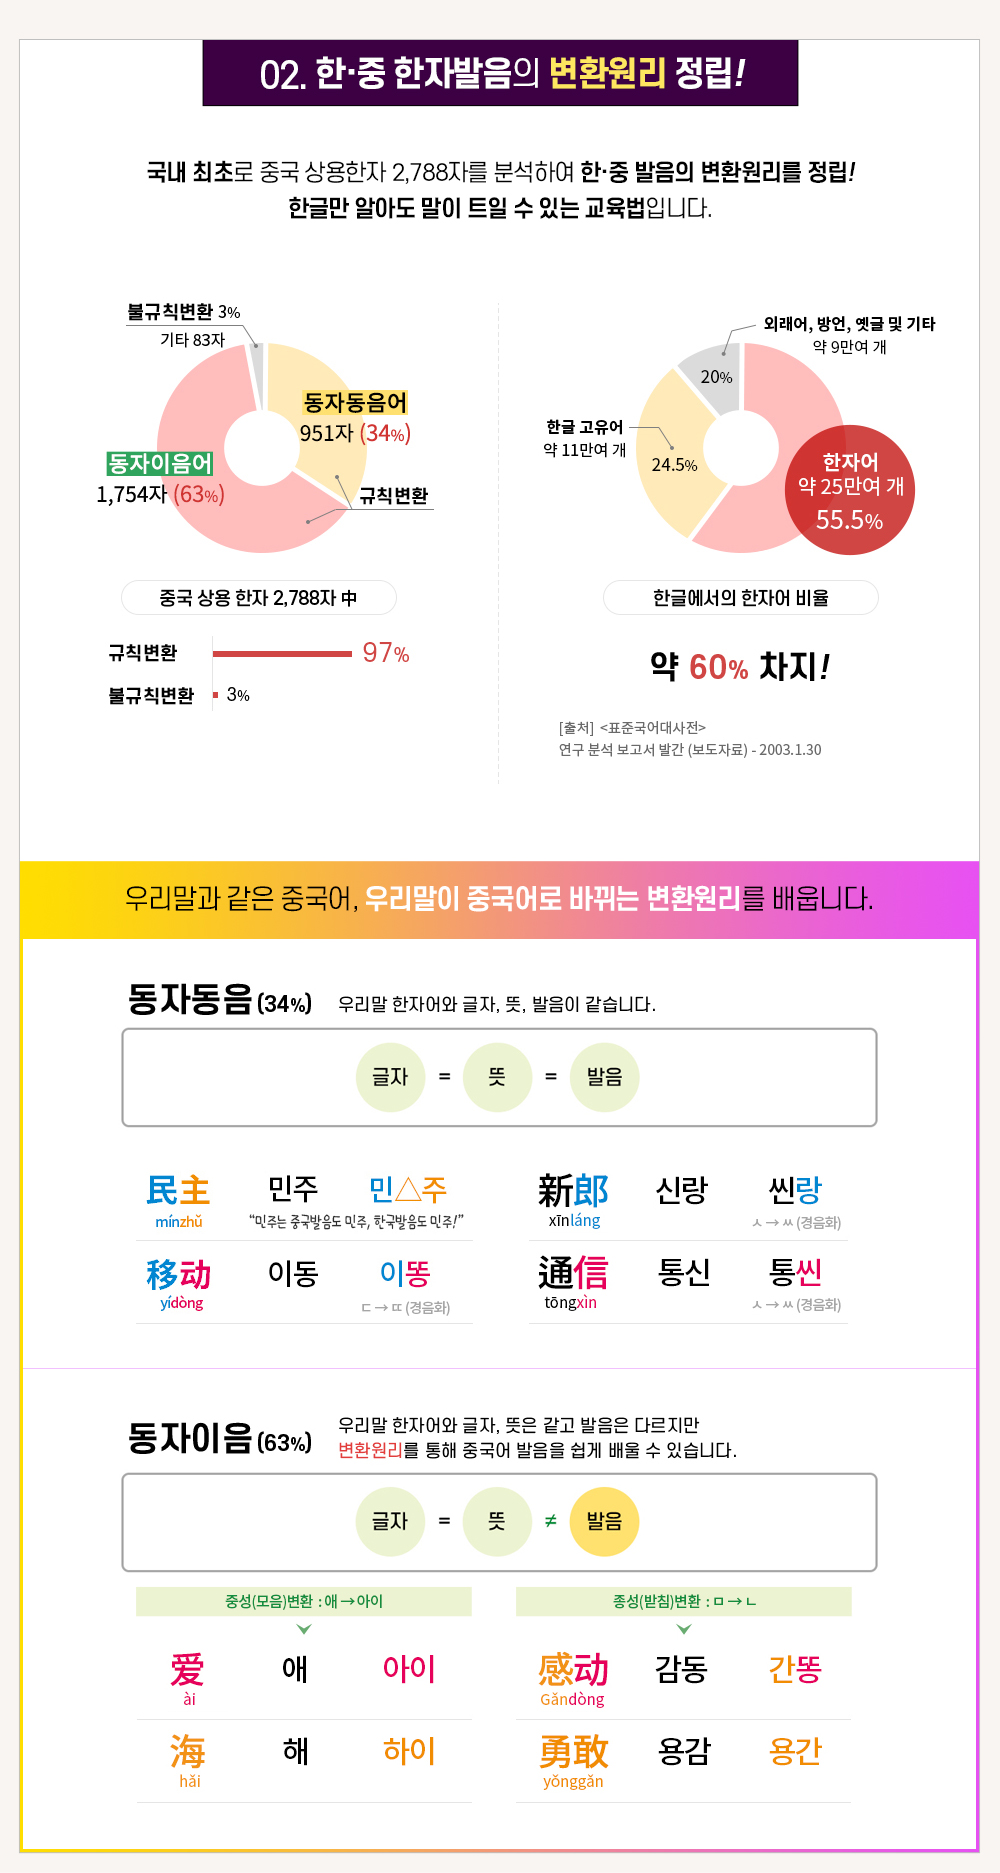 02. 한·중 한자발음의 변환원리 정립!
국내 최초로 중국 상용한자 2,788자를 분석하여 한·중 발음의 변환원리를 정립!
한글만 알아도 말이 트일 수 있는 교육법입니다.
불규칙변환 3%
기타 83자
동자동음어
951자 (34%)
동자이음어
1,754자 (63%)
규칙변환
중국 상용 한자 2,788자 中
규칙변환 97%
불규칙변환 3%
외래어, 방언, 옛글 및 기타
약 9만여 개
20%
한글 고유어
약 11만여 개
24.5%
한자어
약 25만여 개
55.5%
한글에서의 한자어 비율
약 60% 차지!
[출처] <표준국어대사전>
연구 분석 보고서 발간 (보도자료) - 2003.1.30
우리말과 같은 중국어, 우리말이 중국어로 바뀌는 변환원리를 배웁니다.
동자동음(34%) 우리말 한자어와 글자, 뜻, 발음이 같습니다.
글자 = 뜻 = 발음
民主 민주 민△주
mínzhǔ “민주는 중국발음도 민주, 한국발음도 민주!”
移动 이동 이똥
yídòng ㄷ→ㄸ(경음화)
新郎 신랑 씬랑
xīnláng ㅅ→ㅆ(경음화)
通信 통신 통씬
tōngxìn ㅅ→ㅆ(경음화)
동자이음(63%) 우리말 한자어와 글자, 뜻은 같고 발음은 다르지만
변환원리를 통해 중국어 발음을 쉽게 배울 수 있습니다.
글자 = 뜻 ≠ 발음
중성(모음)변환 : 애→아이
爱 애 아이
ài
海 해 하이
hǎi
종성(받침)변환 : ㅁ→ㄴ
感动 감동 간똥
Gǎndòng
勇敢 용감 용간
yǒnggǎn